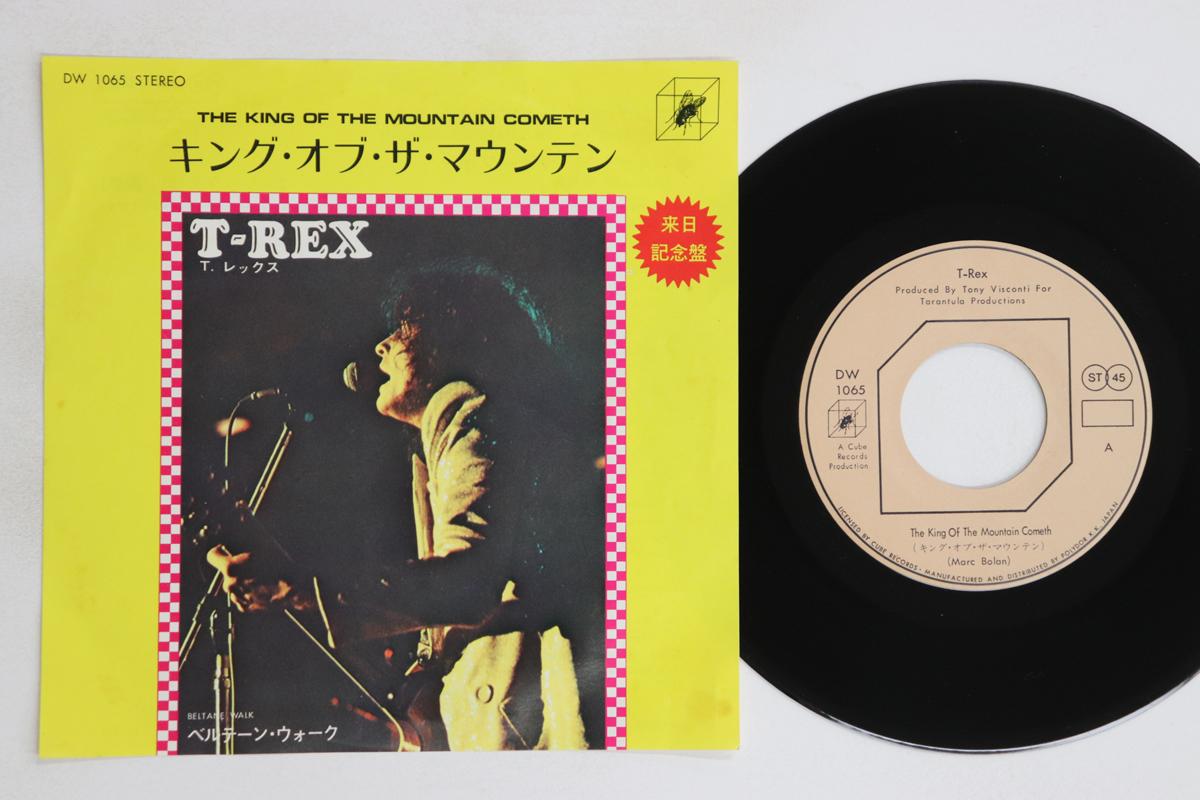 DW 1065 STEREO
THE KING OF THE MOUNTAIN COMETH
キング・オブ・ザ・マウンテン
T-REX
T. レックス
来日
記念盤
BELTANE WALK
ベルテーン・ウォーク
T-Rex
Produced By Tony Visconti For
Tarantula Productions
DW
1065
ST 45
A Cube
Records
Production
A
The King Of The Mountain Cometh
(キング・オブ・ザ・マウンテン)
(Marc Bolan)
LICENSED BY CUBE RECORDS · MANUFACTURED AND DISTRIBUTED BY POLYDOR K.K. JAPAN